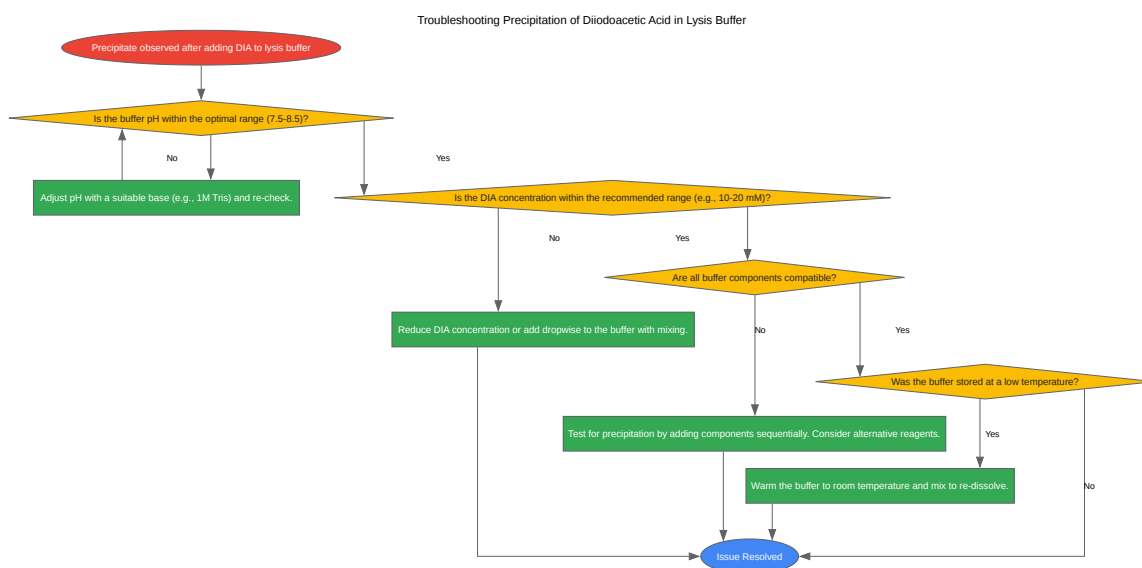 Troubleshooting Precipitation of Diiodoacetic Acid in Lysis Buffer
Precipitate observed after adding DIA to lysis buffer
Is the buffer pH within the optimal range (7.5-8.5)?
No
Yes
Adjust pH with a suitable base (e.g., 1M Tris) and re-check.
Is the DIA concentration within the recommended range (e.g., 10-20 mM)?
No
Yes
Are all buffer components compatible?
Reduce DIA concentration or add dropwise to the buffer with mixing.
No
Yes
Was the buffer stored at a low temperature?
Test for precipitation by adding components sequentially. Consider alternative reagents.
Yes
Warm the buffer to room temperature and mix to re-dissolve.
No
Issue Resolved